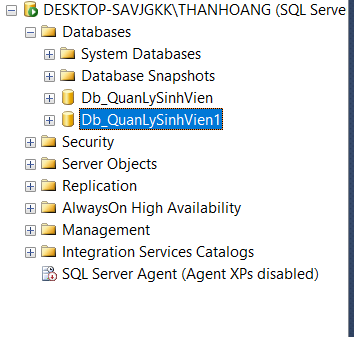 DESKTOP-SAVJGKK\THANHOANG (SQL Serve
Databases
System Databases
Database Snapshots
Db_QuanLySinhVien
Db_QuanLySinhVien1
Security
Server Objects
Replication
AlwaysOn High Availability
Management
Integration Services Catalogs
SQL Server Agent (Agent XPs disabled)